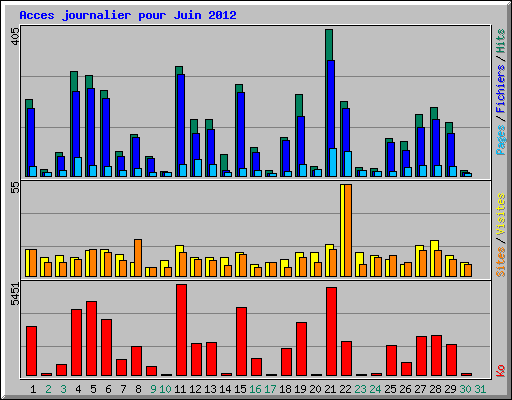 Acces journalier pour Juin 2012
405
Pages / Fichiers / Hits
55
Sites / Visites
5451
Ko
1 2 3 4 5 6 7 8 9 10 11 12 13 14 15 16 17 18 19 20 21 22 23 24 25 26 27 28 29 30 31